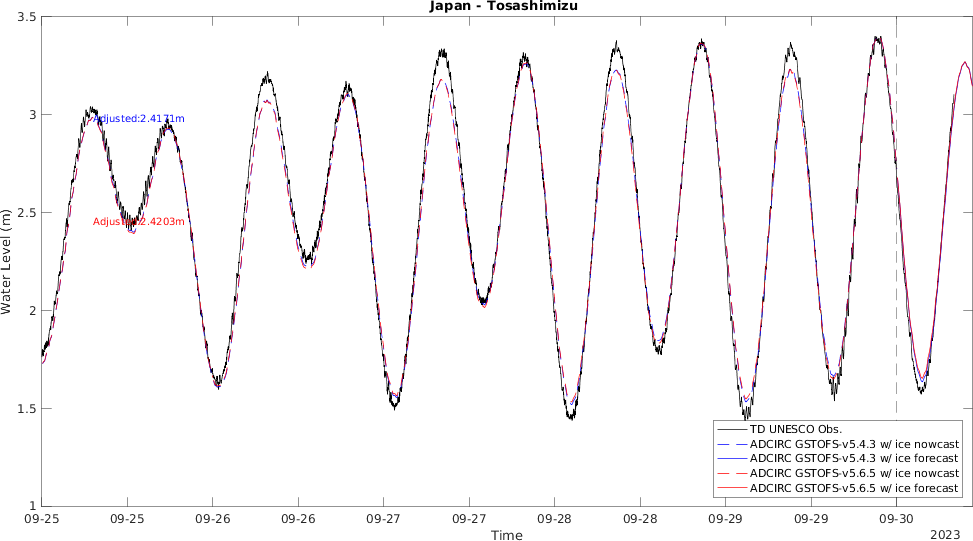 Japan - Tosashimizu
3.5
3
2.5
2
1.5
1
Water Level (m)
Adjusted:2.4171m
Adjusted:2.4203m
TD UNESCO Obs.
ADCIRC GSTOFS-v5.4.3 w/ ice nowcast
ADCIRC GSTOFS-v5.4.3 w/ ice forecast
ADCIRC GSTOFS-v5.6.5 w/ ice nowcast
ADCIRC GSTOFS-v5.6.5 w/ ice forecast
09-25 09-25 09-26 09-26 09-27 09-27 09-28 09-28 09-29 09-29 09-30
Time
2023